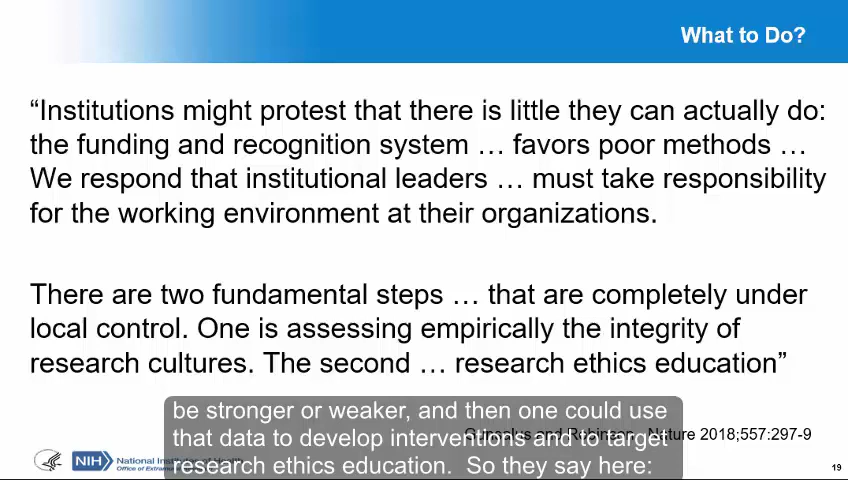 What to Do?
“Institutions might protest that there is little they can actually do:
the funding and recognition system … favors poor methods …
We respond that institutional leaders … must take responsibility
for the working environment at their organizations.
There are two fundamental steps … that are completely under
local control. One is assessing empirically the integrity of
research cultures. The second … research ethics education”
be stronger or weaker, and then one could use
that data to develop interventions and to target
research ethics education. So they say here:
Nature 2018;557:297-9
NIH
National
Office of
19